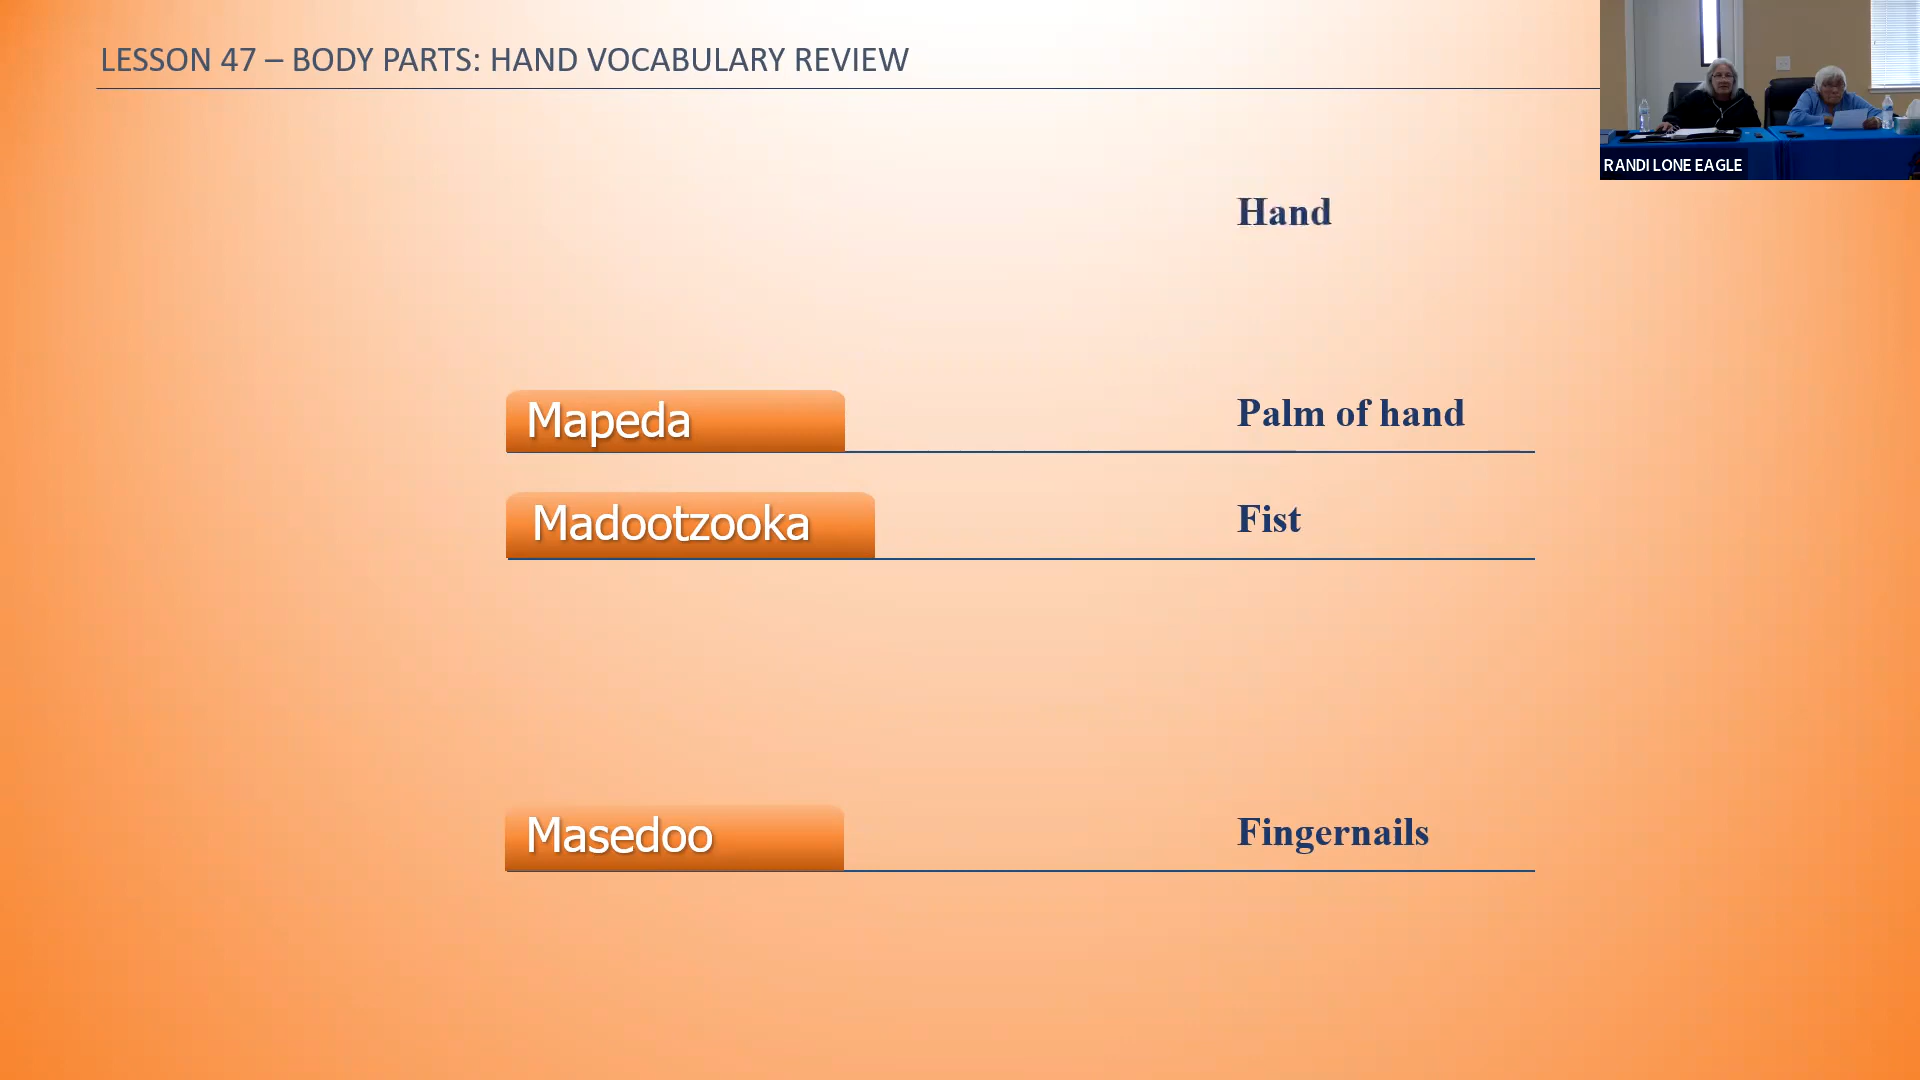 LESSON 47 – BODY PARTS: HAND VOCABULARY REVIEW
RANDI LONE EAGLE
Hand
Mapeda Palm of hand
Madootzooka Fist
Masedoo Fingernails